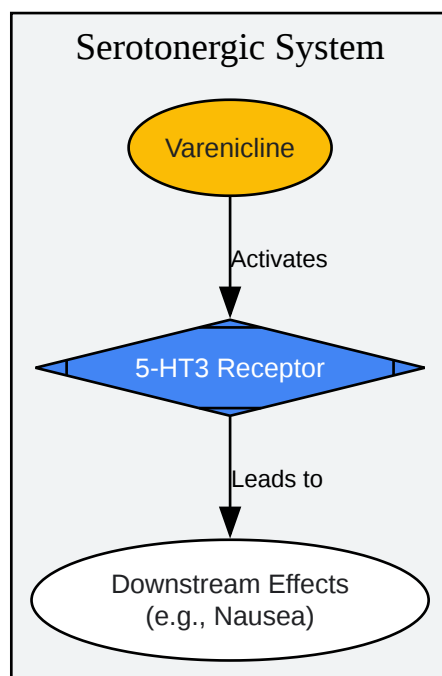 Serotonergic System
Varenicline
Activates
5-HT3 Receptor
Leads to
Downstream Effects
(e.g., Nausea)